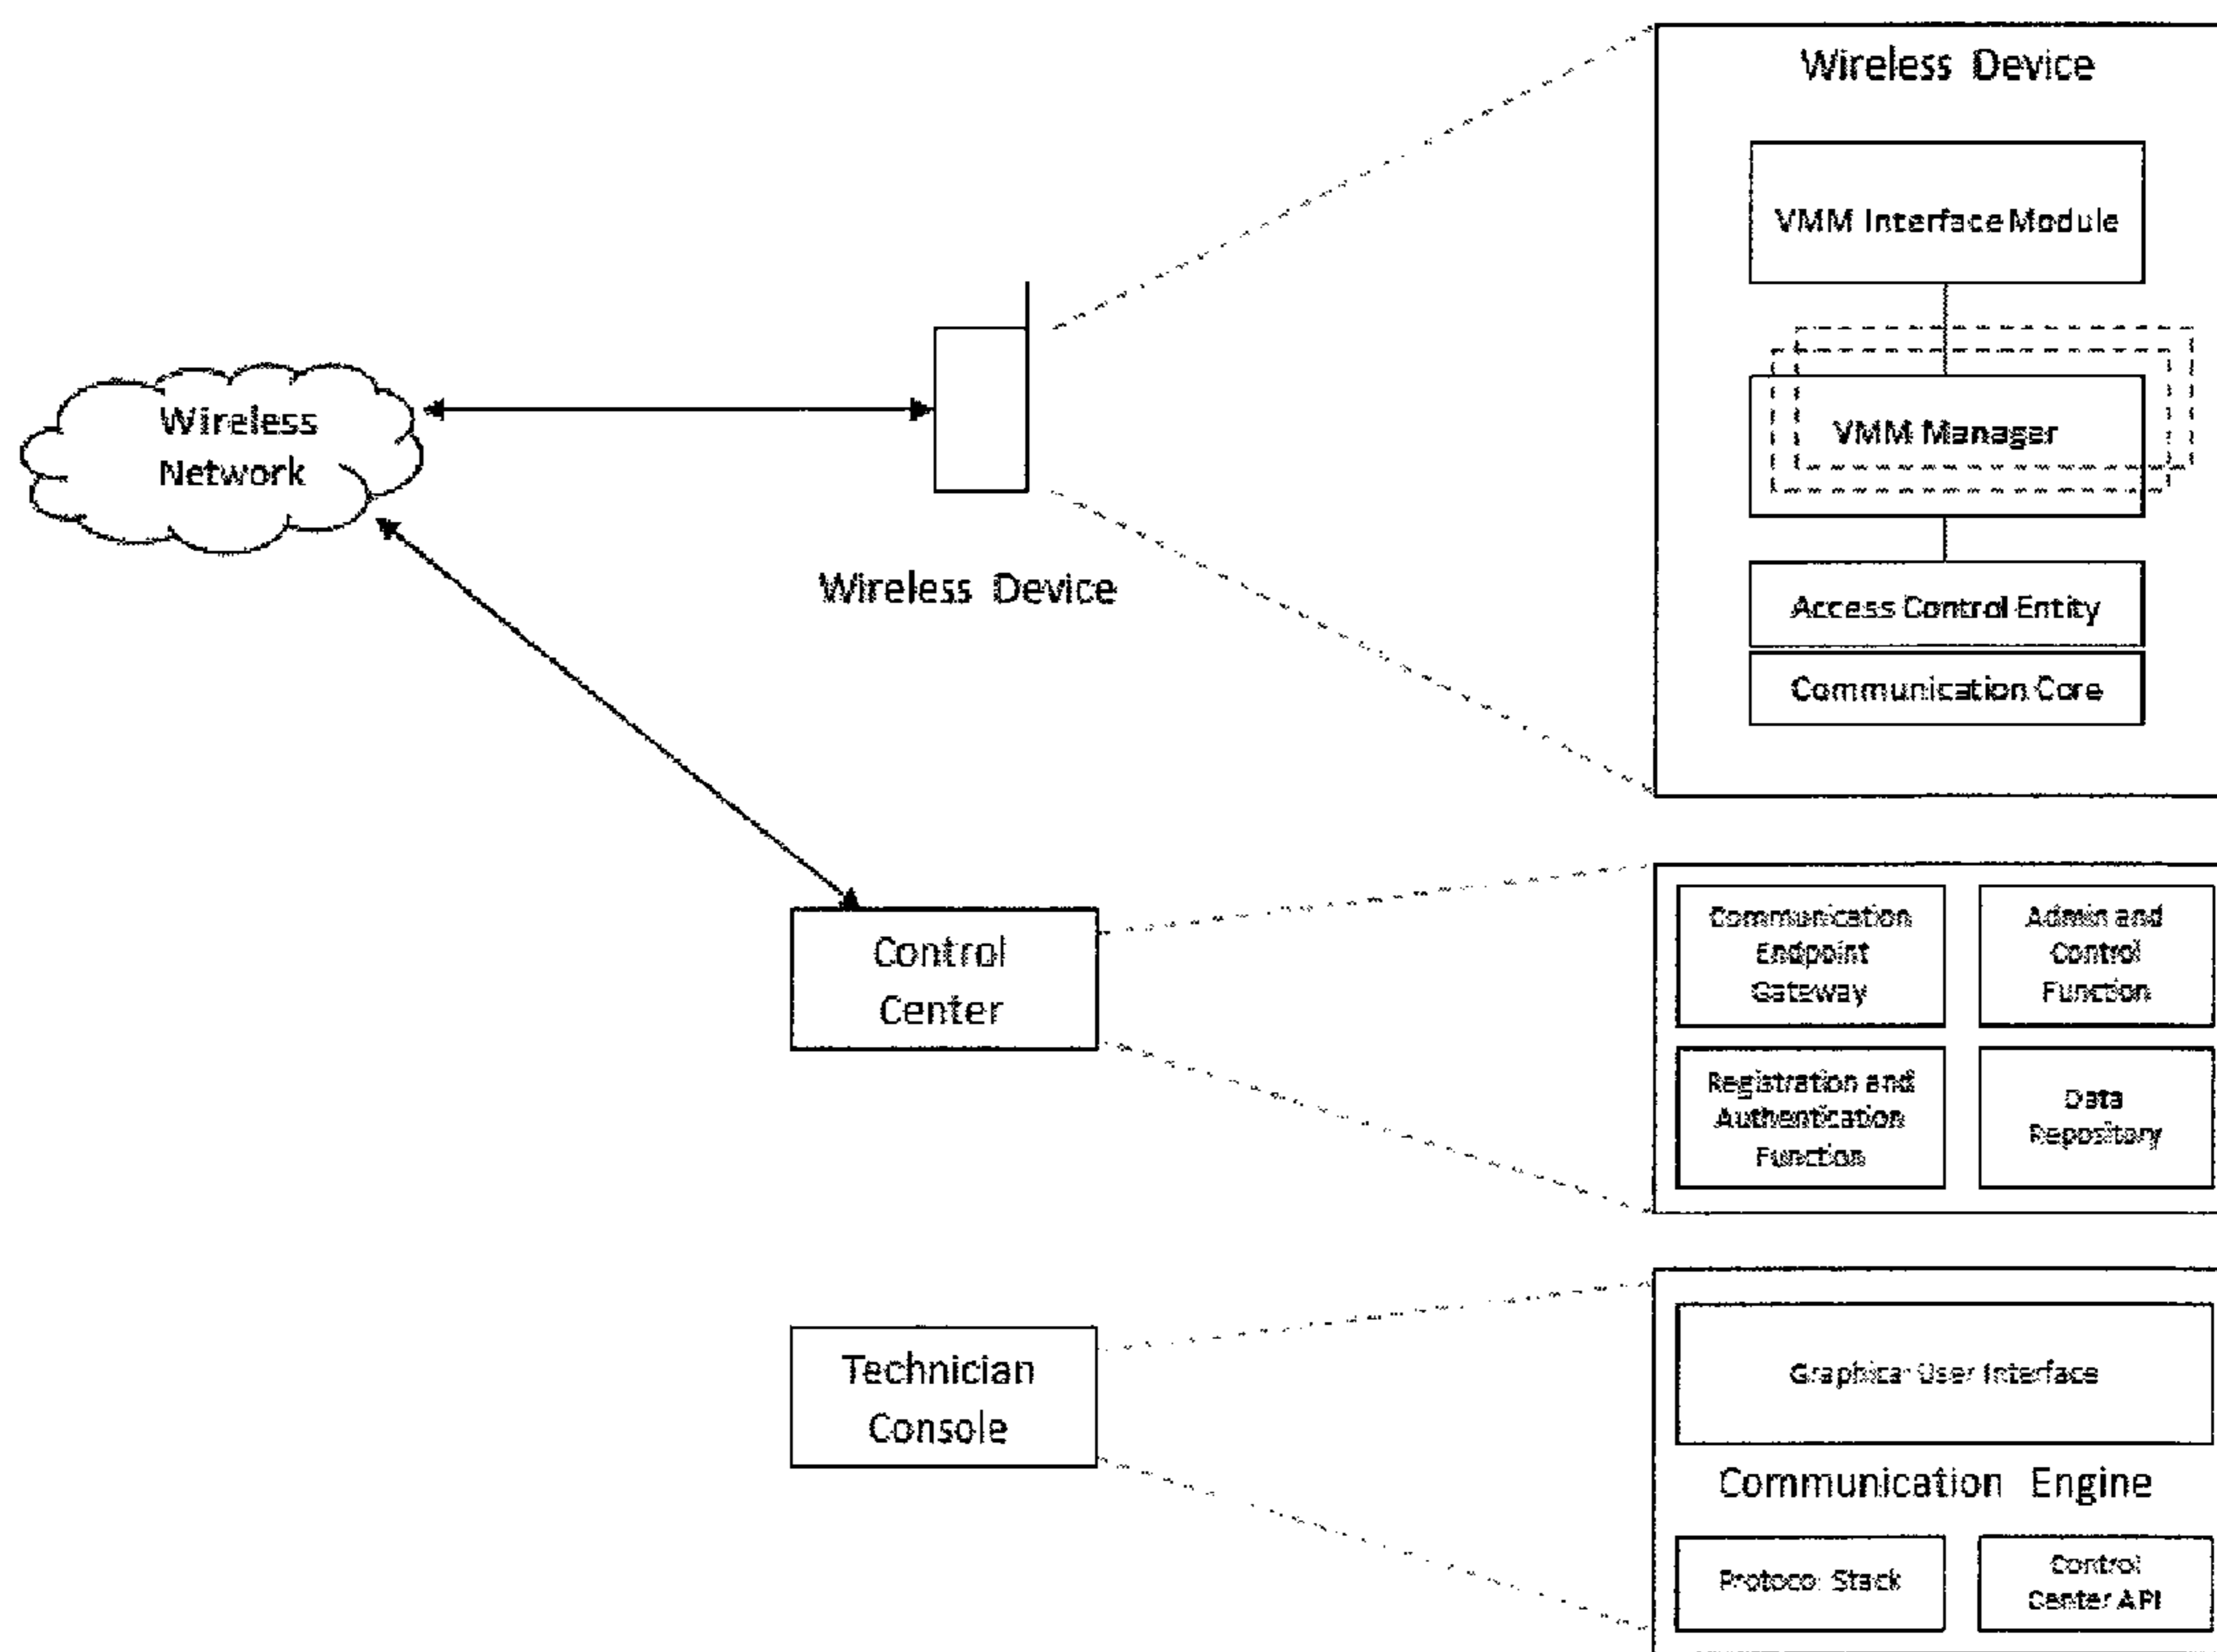 Wireless Device
VMM Interface Module
VMM Manager
Access Control Entity
Communication Core
Wireless
Network
Wireless Device
Control
Center
Communication
Endpoint
Gateway
Admin and
Control
Function
Registration and
Authentication
Function
Data
Repository
Technician
Console
Graphical User Interface
Communication Engine
Protocol Stack
Control
Center API